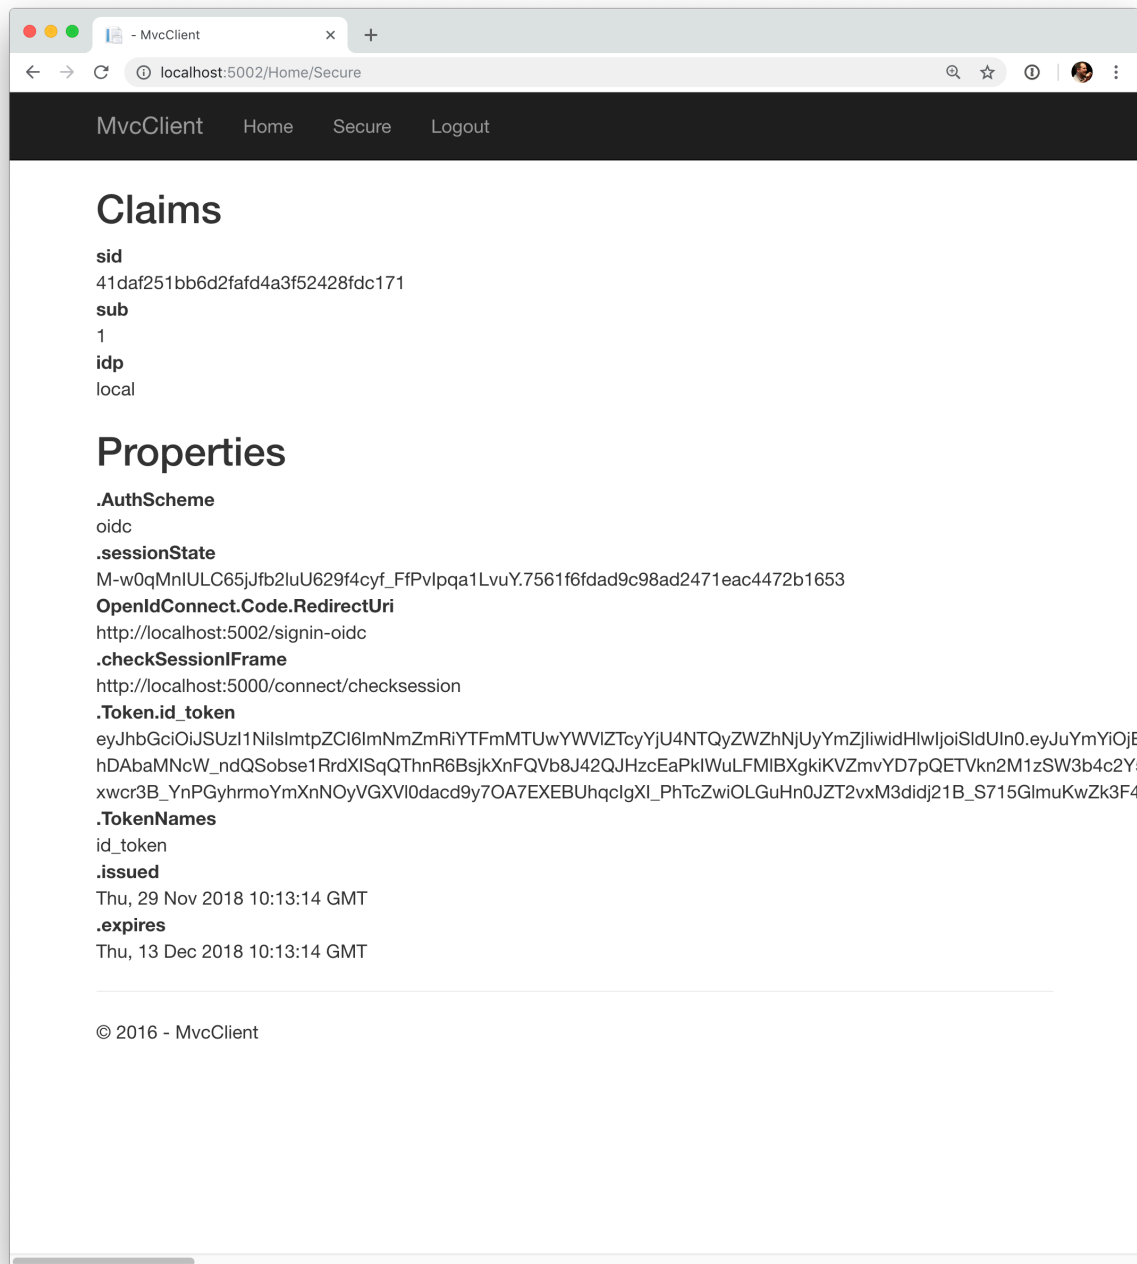 - MvcClient
localhost:5002/Home/Secure
MvcClient Home Secure Logout
Claims
sid
41daf251bb6d2fafd4a3f52428fdc171
sub
1
idp
local
Properties
.AuthScheme
oidc
.sessionState
M-w0qMnIULC65jJfb2luU629f4cyf_FfPvIpqa1LvuY.7561f6fdad9c98ad2471eac4472b1653
OpenIdConnect.Code.RedirectUri
http://localhost:5002/signin-oidc
.checkSessionIFrame
http://localhost:5000/connect/checksession
.Token.id_token
.TokenNames
id_token
.issued
Thu, 29 Nov 2018 10:13:14 GMT
.expires
Thu, 13 Dec 2018 10:13:14 GMT
© 2016 - MvcClient